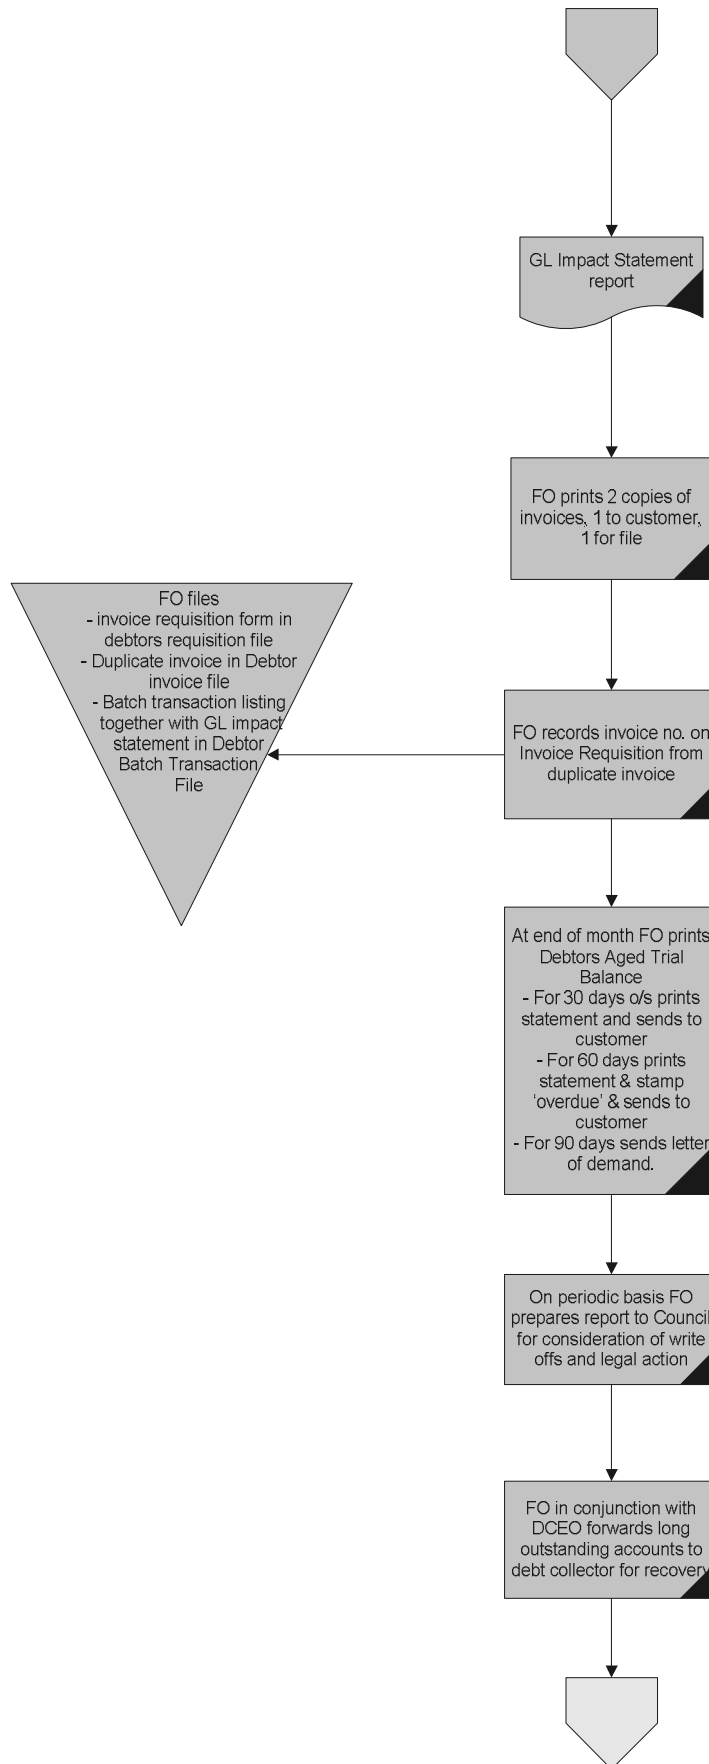 GL Impact Statement
report
FO prints 2 copies of
invoices, 1 to customer,
1 for file
FO files
- invoice requisition form in
debtors requisition file
- Duplicate invoice in Debtor
invoice file
- Batch transaction listing
together with GL impact
statement in Debtor
Batch Transaction
File
FO records invoice no. on
Invoice Requisition from
duplicate invoice
At end of month FO prints
Debtors Aged Trial
Balance
- For 30 days o/s prints
statement and sends to
customer
- For 60 days prints
statement & stamp
‘overdue’ & sends to
customer
- For 90 days sends letter
of demand.
On periodic basis FO
prepares report to Council
for consideration of write
offs and legal action
FO in conjunction with
DCEO forwards long
outstanding accounts to
debt collector for recovery